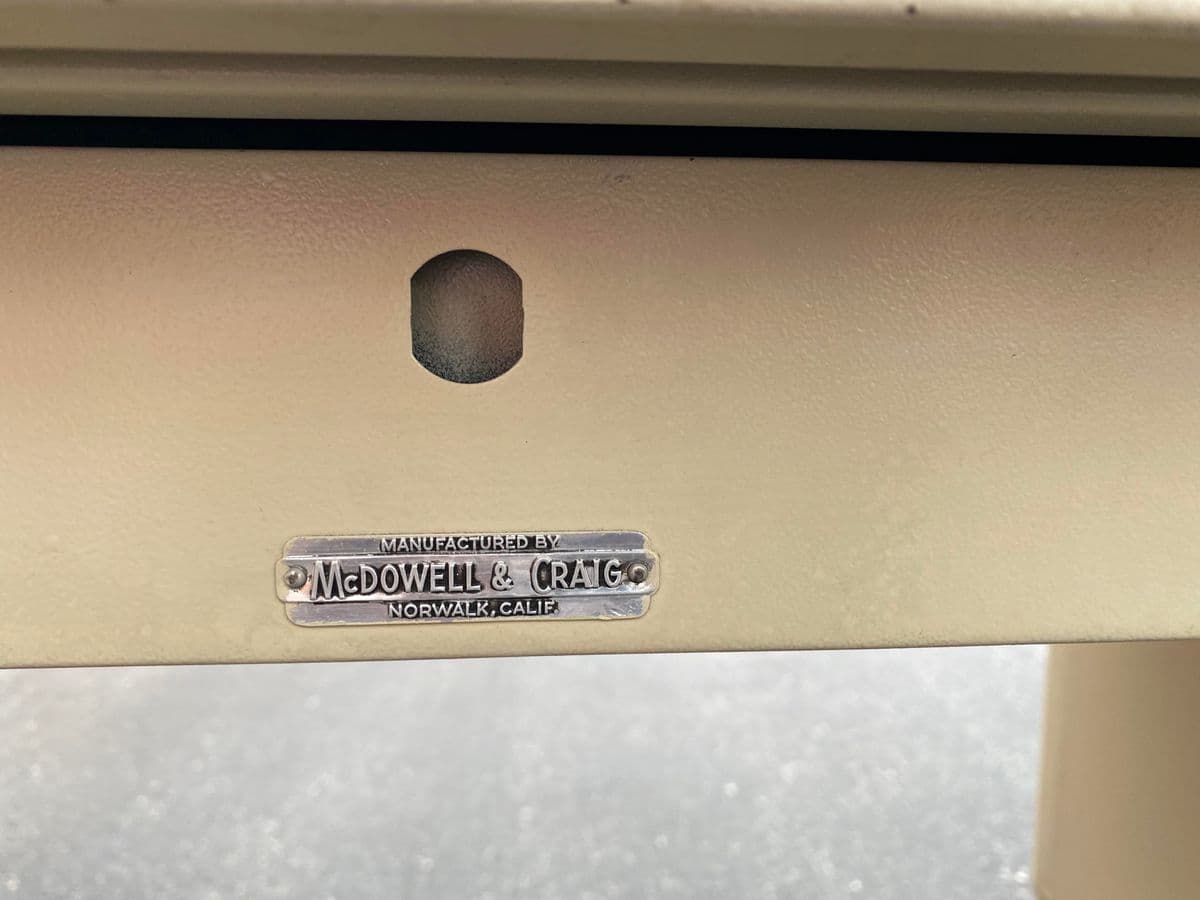 MANUFACTURED BY
McDOWELL & CRAIG
NORWALK, CALIF.